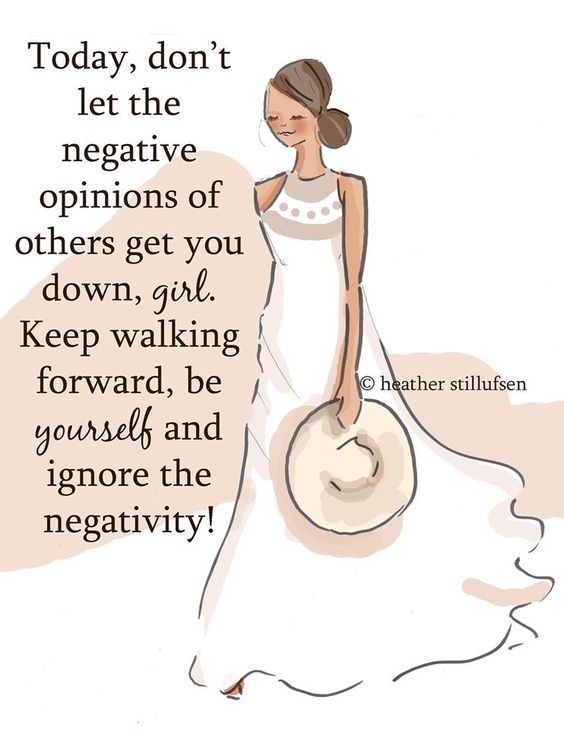 Today, don’t
let the
negative
opinions of
others get you
down, girl.
Keep walking
forward, be
yourself and
ignore the
negativity!
© heather stillufsen